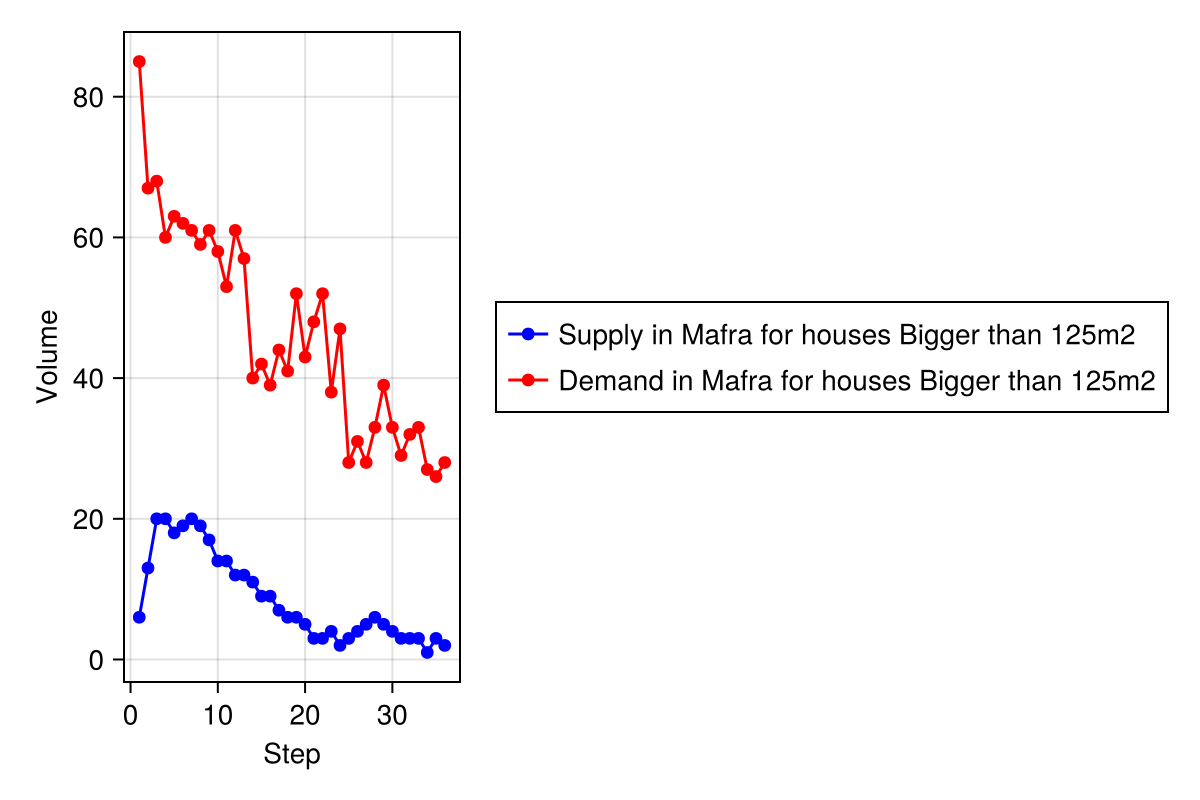 80
60
40
20
0
Volume
0 10 20 30
Step
Supply in Mafra for houses Bigger than 125m2
Demand in Mafra for houses Bigger than 125m2